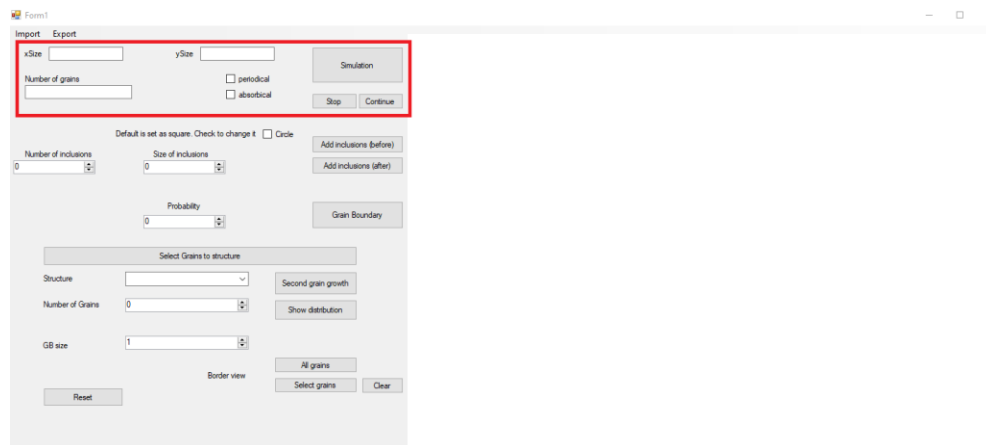 Form1
Import Export
xSize ySize
Simulation
Number of grains
periodical
absorbical
Stop Continue
Default is set as square. Check to change it Circle
Add inclusions (before)
Number of inclusions Size of inclusions
0 0
Add inclusions (after)
Probability
0
Grain Boundary
Select Grains to structure
Structure
Second grain growth
Number of Grains 0
Show distribution
GB size 1
All grains
Border view
Select grains Clear
Reset